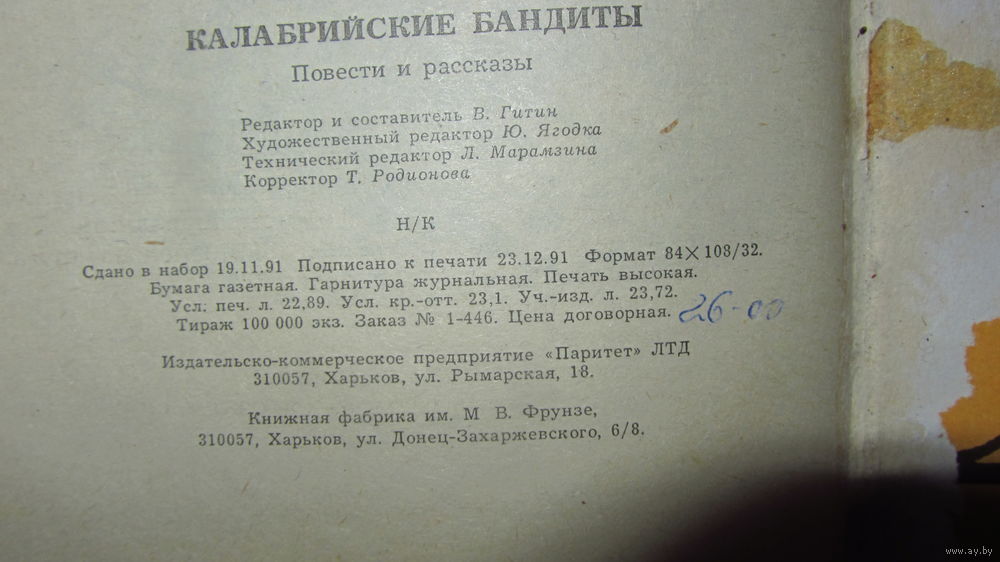 КАЛАБРИЙСКИЕ БАНДИТЫ
Повести и рассказы
Редактор и составитель В. Гитин
Художественный редактор Ю. Ягодка
Технический редактор Л. Марамзина
Корректор Т. Родионова
Н/К
Сдано в набор 19.11.91 Подписано к печати 23.12.91 Формат 84×108/32.
Бумага газетная. Гарнитура журнальная. Печать высокая.
Усл: печ. л. 22,89. Усл. кр.-отт. 23,1. Уч.-изд. л. 23,72.
Тираж 100 000 экз. Заказ № 1-446. Цена договорная. 26-00
Издательско-коммерческое предприятие «Паритет» ЛТД
310057, Харьков, ул. Рымарская, 18.
Книжная фабрика им. М В. Фрунзе,
310057, Харьков, ул. Донец-Захаржевского, 6/8.
www.ay.by